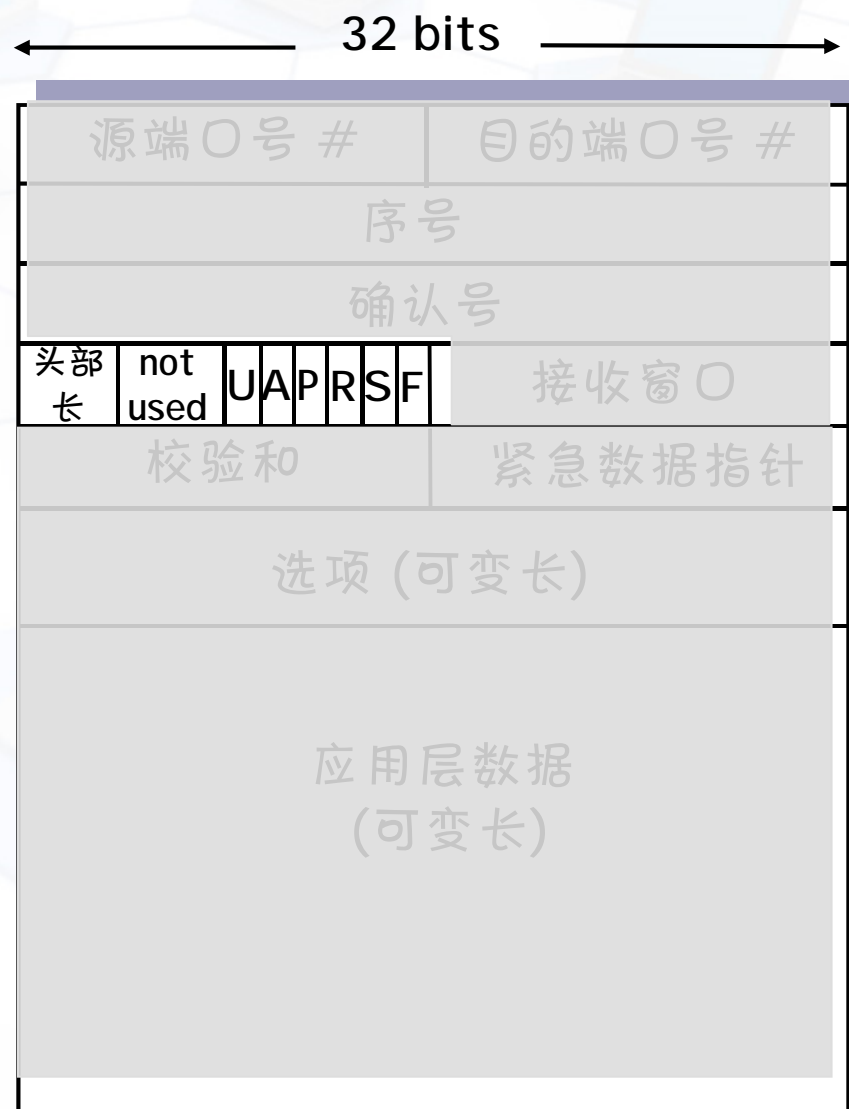 32 bits
源端口号 # 目的端口号 #
序号
确认号
头部长 not used U A P R S F 接收窗口
校验和 紧急数据指针
选项 (可变长)
应用层数据
(可变长)